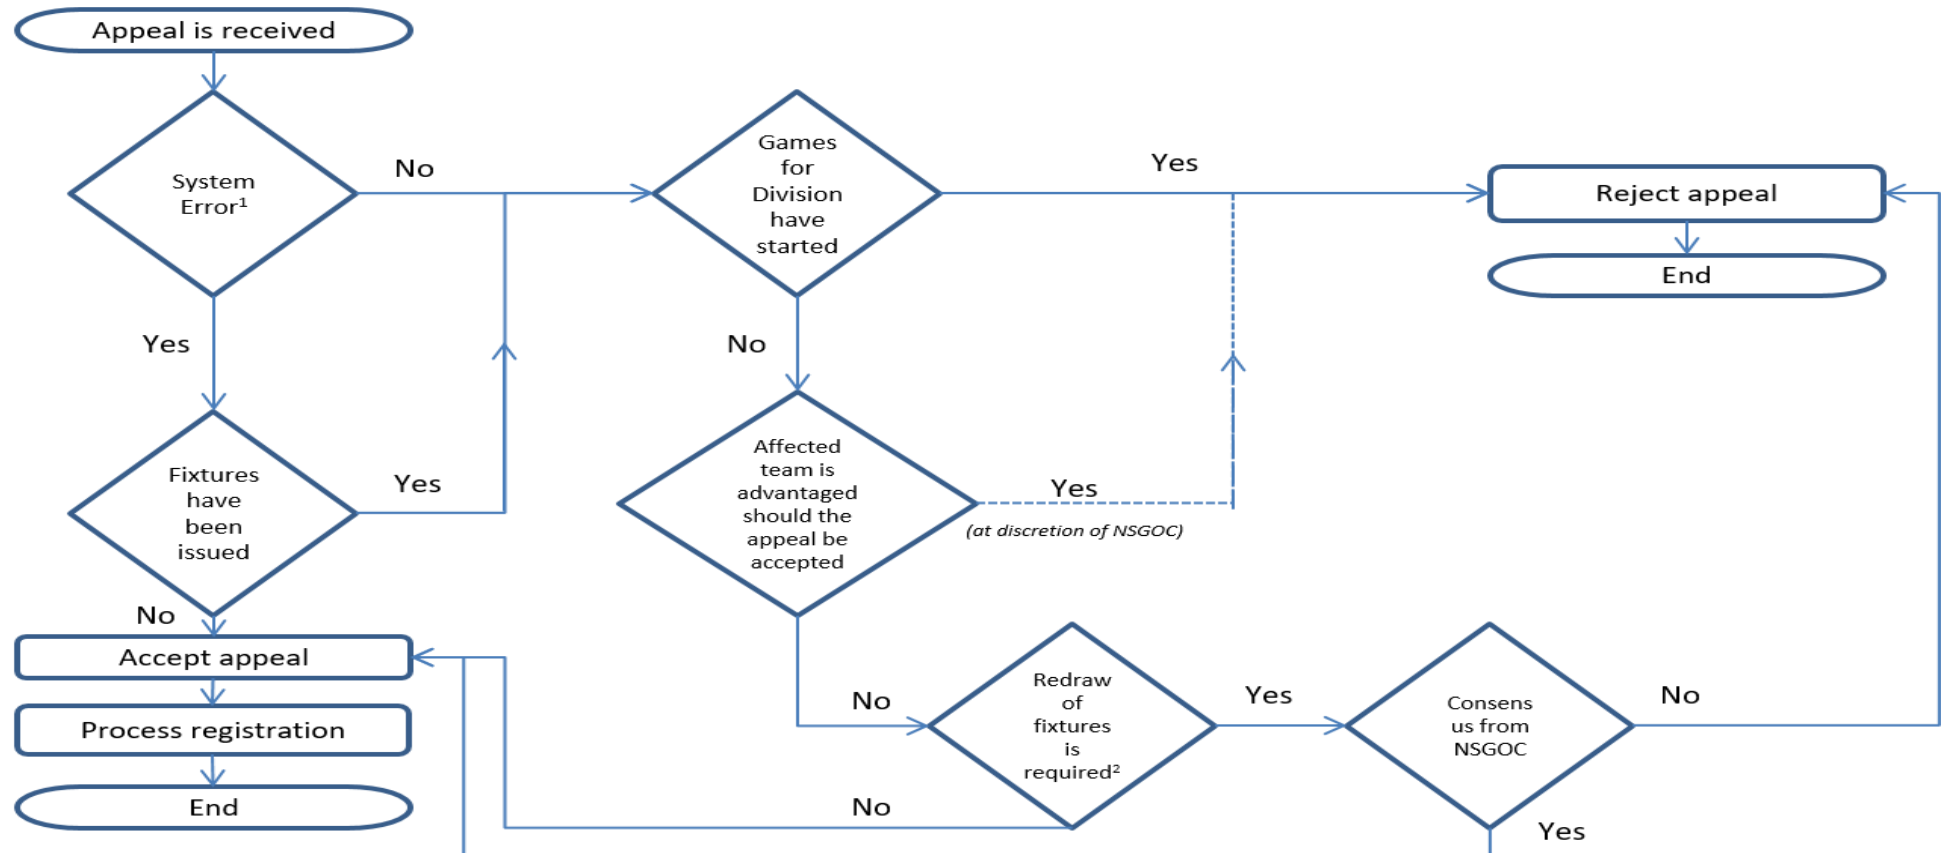 Appeal is received
System
Error¹
No
Games
for
Division
have
started
Yes
Reject appeal
End
Yes
No
Fixtures
have
been
issued
Yes
Affected
team is
advantaged
should the
appeal be
accepted
Yes
(at discretion of NSGOC)
No
Accept appeal
Process registration
End
No
Redraw
of
fixtures
is
required²
Yes
Consens
us from
NSGOC
No
No
Yes